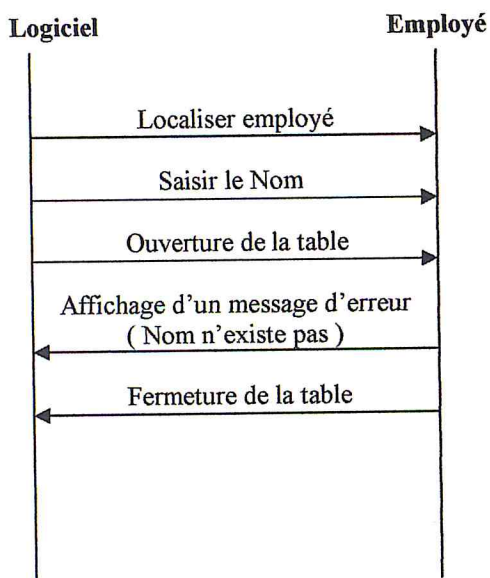 Logiciel
Employé
Localiser employé
Saisir le Nom
Ouverture de la table
Affichage d'un message d'erreur
( Nom n'existe pas )
Fermeture de la table